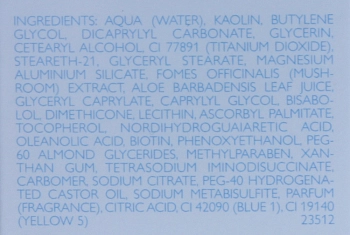 INGREDIENTS: AQUA (WATER), KAOLIN, BUTYLENE
GLYCOL, DICAPRYLYL CARBONATE, GLYCERIN,
CETEARYL ALCOHOL, CI 77891 (TITANIUM DIOXIDE),
STEARETH-21, GLYCERYL STEARATE, MAGNESIUM
ALUMINIUM SILICATE, FOMES OFFICINALIS (MUSH-
ROOM) EXTRACT, ALOE BARBADENSIS LEAF JUICE,
GLYCERYL CAPRYLATE, CAPRYLYL GLYCOL, BISABO-
LOL, DIMETHICONE, LECITHIN, ASCORBYL PALMITATE,
TOCOPHEROL, NORDIHYDROGUAIARETIC ACID,
OLEANOLIC ACID, BIOTIN, PHENOXYETHANOL, PEG-
60 ALMOND GLYCERIDES, METHYLPARABEN, XAN-
THAN GUM, TETRASODIUM IMINODISUCCINATE,
CARBOMER, SODIUM CITRATE, PEG-40 HYDROGENA-
TED CASTOR OIL, SODIUM METABISULFITE, PARFUM
(FRAGRANCE), CITRIC ACID, CI 42090 (BLUE 1), CI 19140
(YELLOW 5) 23512